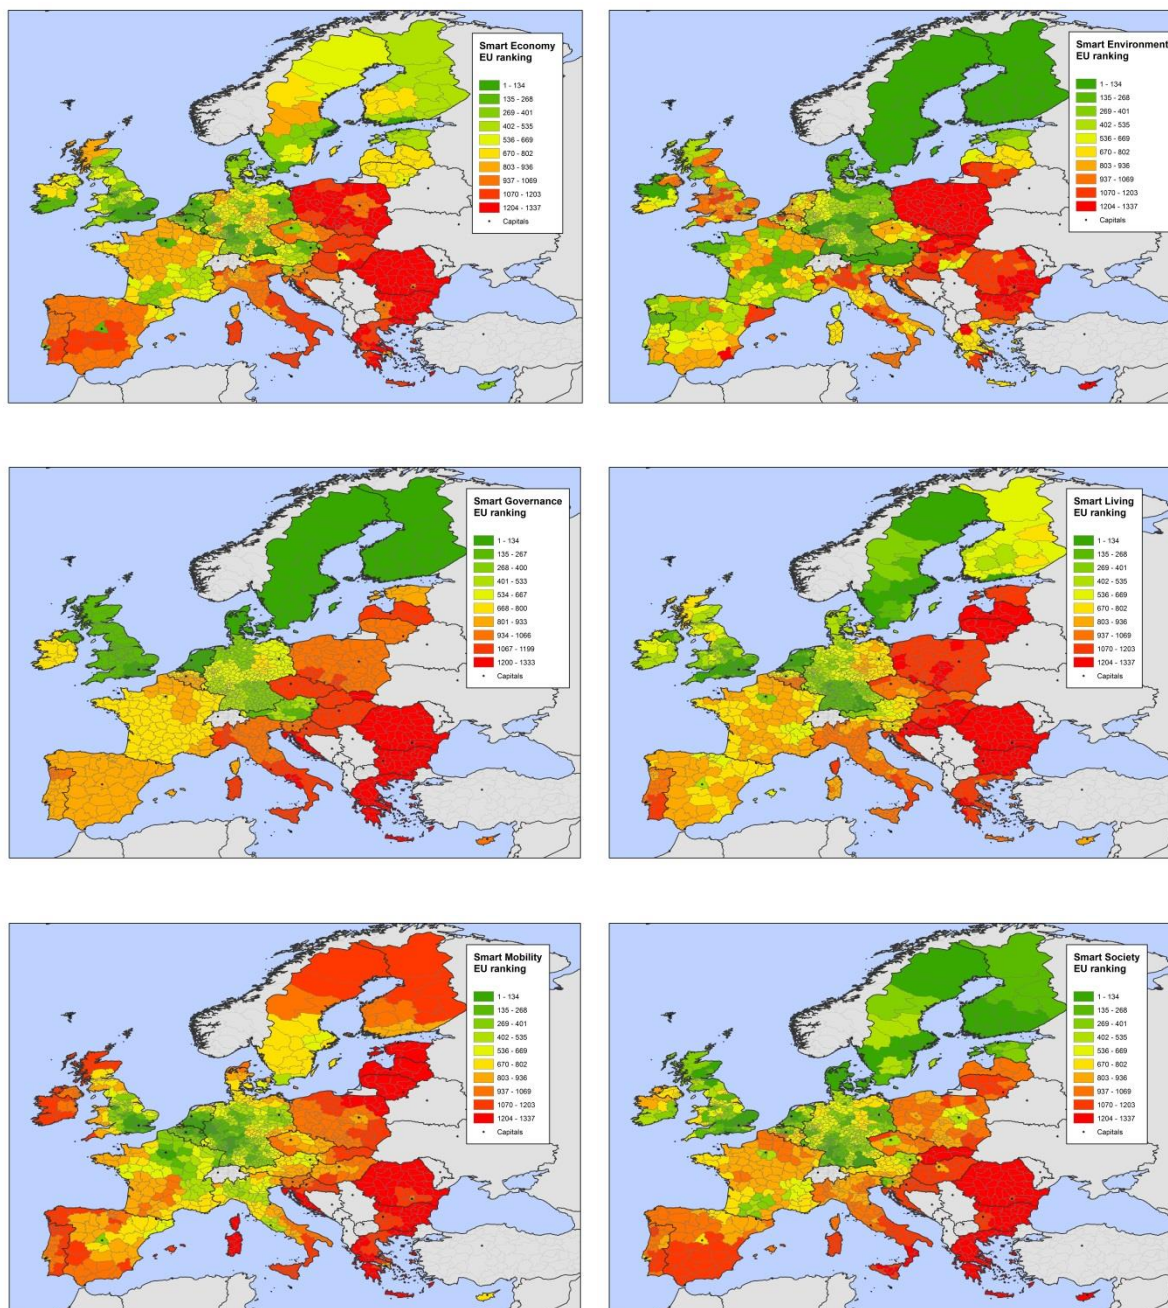 Smart Economy
EU ranking
1 - 134
135 - 268
269 - 401
402 - 535
536 - 669
670 - 802
803 - 936
937 - 1069
1070 - 1203
1204 - 1337
Capitals
Smart Environment
EU ranking
1 - 134
135 - 268
269 - 401
402 - 535
536 - 669
670 - 802
803 - 936
937 - 1069
1070 - 1203
1204 - 1337
Capitals
Smart Governance
EU ranking
1 - 134
135 - 267
268 - 400
401 - 533
534 - 667
668 - 800
801 - 933
934 - 1066
1067 - 1199
1200 - 1333
Capitals
Smart Living
EU ranking
1 - 134
135 - 268
269 - 401
402 - 535
536 - 669
670 - 802
803 - 936
937 - 1069
1070 - 1203
1204 - 1337
Capitals
Smart Mobility
EU ranking
1 - 134
135 - 268
269 - 401
402 - 535
536 - 669
670 - 802
803 - 936
937 - 1069
1070 - 1203
1204 - 1337
Capitals
Smart Society
EU ranking
1 - 134
135 - 268
269 - 401
402 - 535
536 - 669
670 - 802
803 - 936
937 - 1069
1070 - 1203
1204 - 1337
Capitals